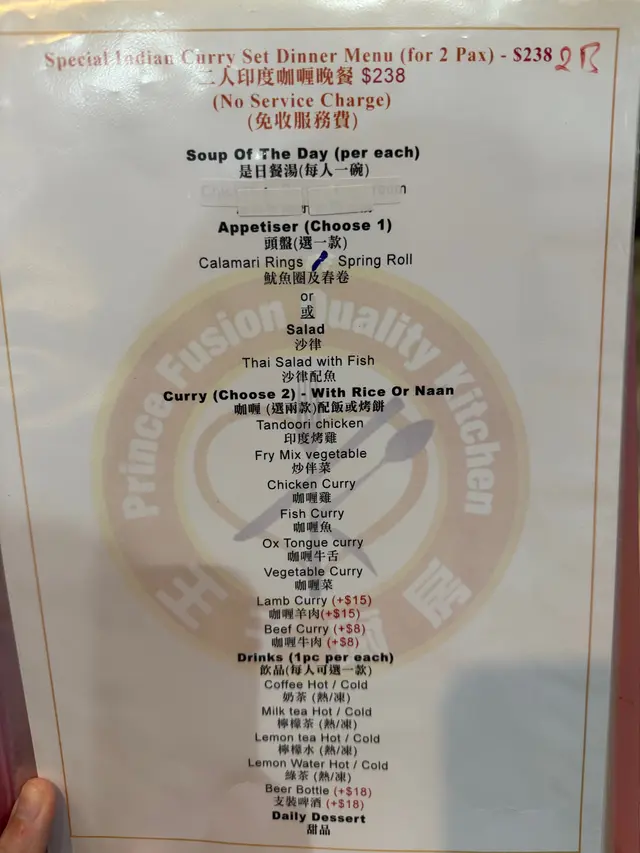 Special Indian Curry Set Dinner Menu (for 2 Pax) - $238
二人印度咖喱晚餐 $238
(No Service Charge)
(免收服務費)
Soup Of The Day (per each)
是日餐湯(每人一碗)
Appetiser (Choose 1)
頭盤(選一款)
Calamari Rings Spring Roll
魷魚圈及春卷
or
或
Salad
沙律
Thai Salad with Fish
沙律配魚
Curry (Choose 2) - With Rice Or Naan
咖喱 (選兩款)配飯或烤餅
Tandoori chicken
印度烤雞
Fry Mix vegetable
炒伴菜
Chicken Curry
咖喱雞
Fish Curry
咖喱魚
Ox Tongue curry
咖喱牛舌
Vegetable Curry
咖喱菜
Lamb Curry (+$15)
咖喱羊肉(+$15)
Beef Curry (+$8)
咖喱牛肉 (+$8)
Drinks (1pc per each)
飲品(每人可選一款)
Coffee Hot / Cold
奶茶 (熱/凍)
Milk tea Hot / Cold
檸檬茶 (熱/凍)
Lemon tea Hot / Cold
檸檬水 (熱/凍)
Lemon Water Hot / Cold
綠茶 (熱/凍)
Beer Bottie (+$18)
支裝啤酒 (+$18)
Daily Dessert
甜品
Prince Fusion Quality Kitchen